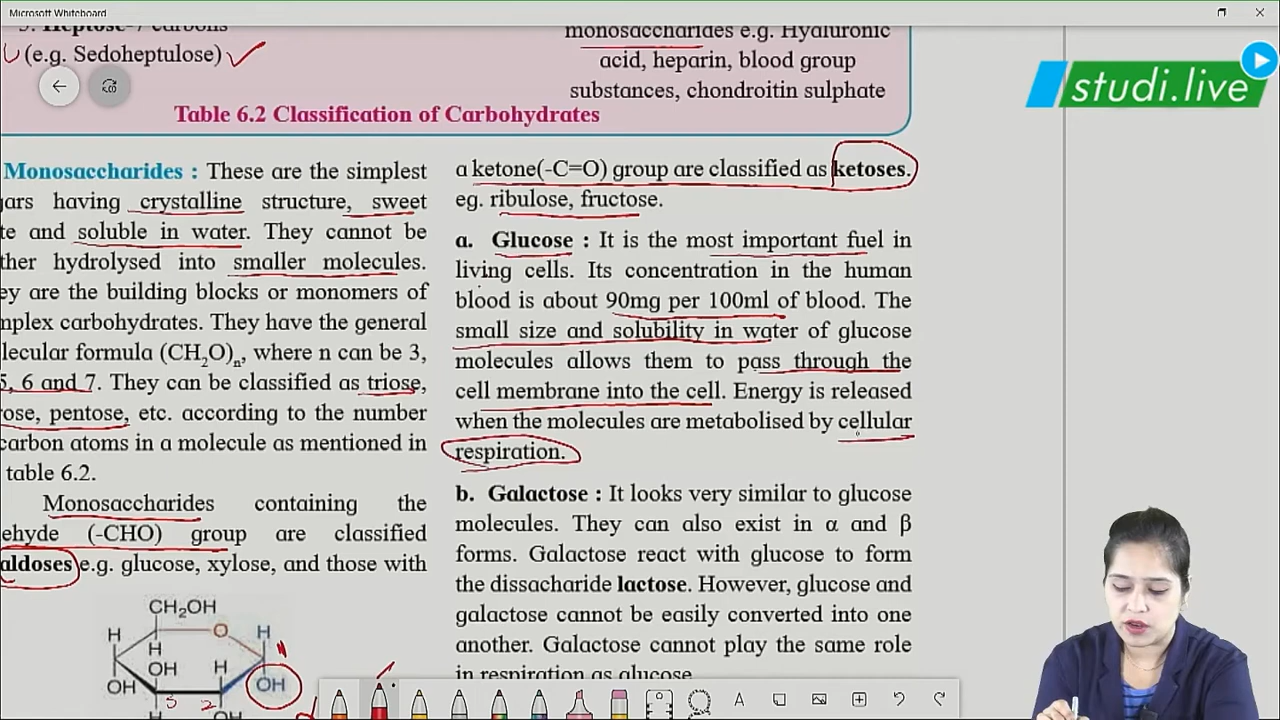 Microsoft Whiteboard
(e.g. Sedoheptulose)
monosaccharides e.g. Hyaluronic
acid, heparin, blood group
substances, chondroitin sulphate
Table 6.2 Classification of Carbohydrates
studi.live
Monosaccharides : These are the simplest
having crystalline structure, sweet
and soluble in water. They cannot be
hydrolysed into smaller molecules.
are the building blocks or monomers of
carbohydrates. They have the general
molecular formula (CH₂O)ₙ, where n can be 3,
5, 6 and 7. They can be classified as triose,
pentose, etc. according to the number
carbon atoms in a molecule as mentioned in
table 6.2.
Monosaccharides containing the
(-CHO) group are classified
aldoses e.g. glucose, xylose, and those with
CH₂OH
H O H
H
OH H
OH OH
3 2
H OH
a ketone(-C=O) group are classified as ketoses.
eg. ribulose, fructose.
a. Glucose : It is the most important fuel in
living cells. Its concentration in the human
blood is about 90mg per 100ml of blood. The
small size and solubility in water of glucose
molecules allows them to pass through the
cell membrane into the cell. Energy is released
when the molecules are metabolised by cellular
respiration.
b. Galactose : It looks very similar to glucose
molecules. They can also exist in α and β
forms. Galactose react with glucose to form
the dissacharide lactose. However, glucose and
galactose cannot be easily converted into one
another. Galactose cannot play the same role
in respiration as glucose.